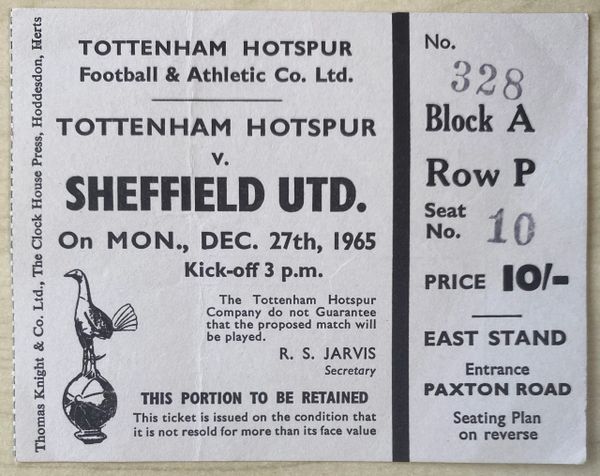 Thomas Knight & Co. Ltd., The Clock House Press, Hoddesdon, Herts
TOTTENHAM HOTSPUR
Football & Athletic Co. Ltd.
TOTTENHAM HOTSPUR
v.
SHEFFIELD UTD.
On MON., DEC. 27th, 1965
Kick-off 3 p.m.
The Tottenham Hotspur
Company do not Guarantee
that the proposed match will
be played.
R. S. JARVIS
Secretary
THIS PORTION TO BE RETAINED
This ticket is issued on the condition that
it is not resold for more than its face value
No.
328
Block A
Row P
Seat
No. 10
PRICE 10/-
EAST STAND
Entrance
PAXTON ROAD
Seating Plan
on reverse